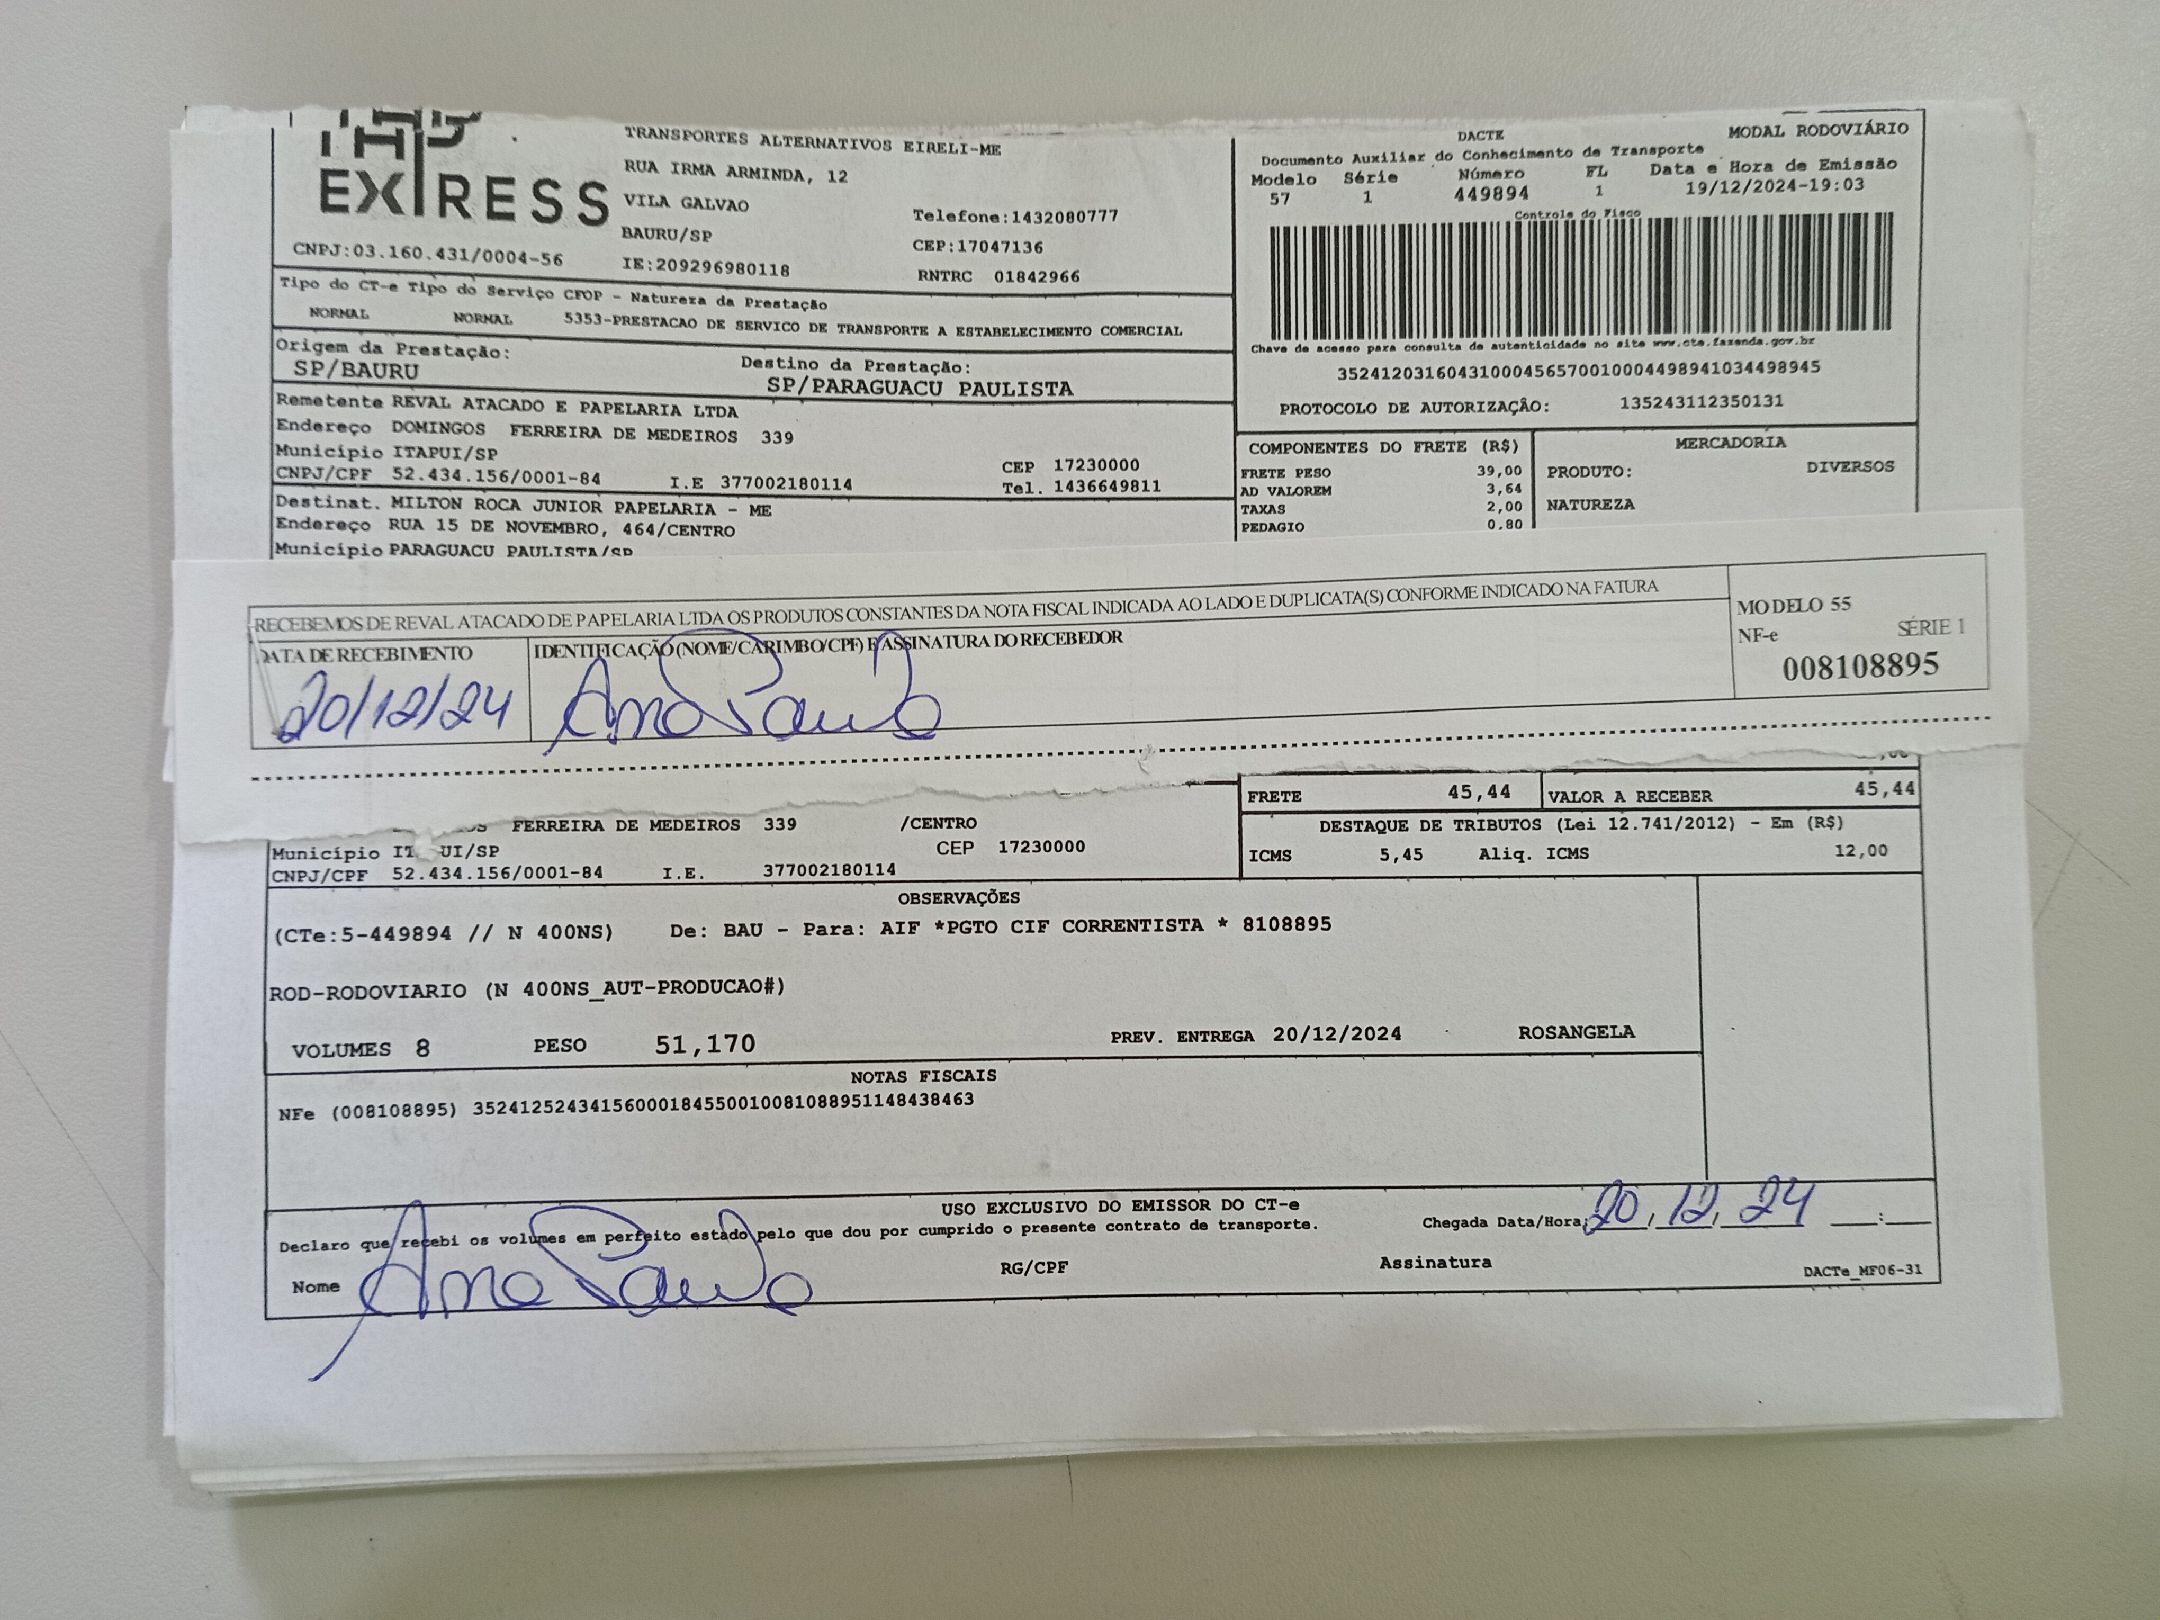 EXPRESS
TRANSPORTES ALTERNATIVOS EIRELI-ME
RUA IRMA ARMINDA, 12
VILA GALVAO
Telefone:1432080777
BAURU/SP
CEP:17047136
CNPJ:03.160.431/0004-56
IE:209296980118
RNTRC 01842966
DACTE
MODAL RODOVIÁRIO
Documento Auxiliar do Conhecimento de Transporte
Modelo Série Número FL Data e Hora de Emissão
57 1 449894 1 19/12/2024-19:03
Controle do Fisco
Chave de acesso para consulta de autenticidade no site www.cte.fazenda.gov.br
35241203160431000456570010004498941034498945
PROTOCOLO DE AUTORIZAÇÂO: 135243112350131
Tipo do CT-e Tipo do Serviço CFOP - Natureza da Prestação
NORMAL NORMAL 5353-PRESTACAO DE SERVICO DE TRANSPORTE A ESTABELECIMENTO COMERCIAL
Origem da Prestação: Destino da Prestação:
SP/BAURU SP/PARAGUACU PAULISTA
Remetente REVAL ATACADO E PAPELARIA LTDA
Endereço DOMINGOS FERREIRA DE MEDEIROS 339
Município ITAPUI/SP CEP 17230000
CNPJ/CPF 52.434.156/0001-84 I.E 377002180114 Tel. 1436649811
Destinat. MILTON ROCA JUNIOR PAPELARIA - ME
Endereço RUA 15 DE NOVEMBRO, 464/CENTRO
Município PARAGUACU PAULISTA/SP
COMPONENTES DO FRETE (R$) MERCADORIA
FRETE PESO 39,00 PRODUTO: DIVERSOS
AD VALOREM 3,64
TAXAS 2,00 NATUREZA
PEDAGIO 0,80
RECEBEMOS DE REVAL ATACADO DE PAPELARIA LTDA OS PRODUTOS CONSTANTES DA NOTA FISCAL INDICADA AO LADO E DUPLICATA(S) CONFORME INDICADO NA FATURA
MODELO 55
NF-e SÉRIE 1
008108895
DATA DE RECEBIMENTO IDENTIFICAÇÃO (NOME/CARIMBO/CPF) E ASSINATURA DO RECEBEDOR
20/12/24 Ana Paula
FRETE 45,44 VALOR A RECEBER 45,44
FERREIRA DE MEDEIROS 339 /CENTRO
Município CEP 17230000
CNPJ/CPF 52.434.156/0001-84 I.E. 377002180114
DESTAQUE DE TRIBUTOS (Lei 12.741/2012) - Em (R$)
ICMS 5,45 Aliq. ICMS 12,00
OBSERVAÇÕES
(CTe:5-449894 // N 400NS) De: BAU - Para: AIF *PGTO CIF CORRENTISTA * 8108895
ROD-RODOVIARIO (N 400NS_AUT-PRODUCAO#)
VOLUMES 8 PESO 51,170 PREV. ENTREGA 20/12/2024 ROSANGELA
NOTAS FISCAIS
NFe (008108895) 35241252434156000184550010081088951148438463
USO EXCLUSIVO DO EMISSOR DO CT-e
Declaro que recebi os volumes em perfeito estado pelo que dou por cumprido o presente contrato de transporte.
Chegada Data/Hora: 20/12/24 __:__
Nome Ana Paula RG/CPF Assinatura
DACTe_MF06-31